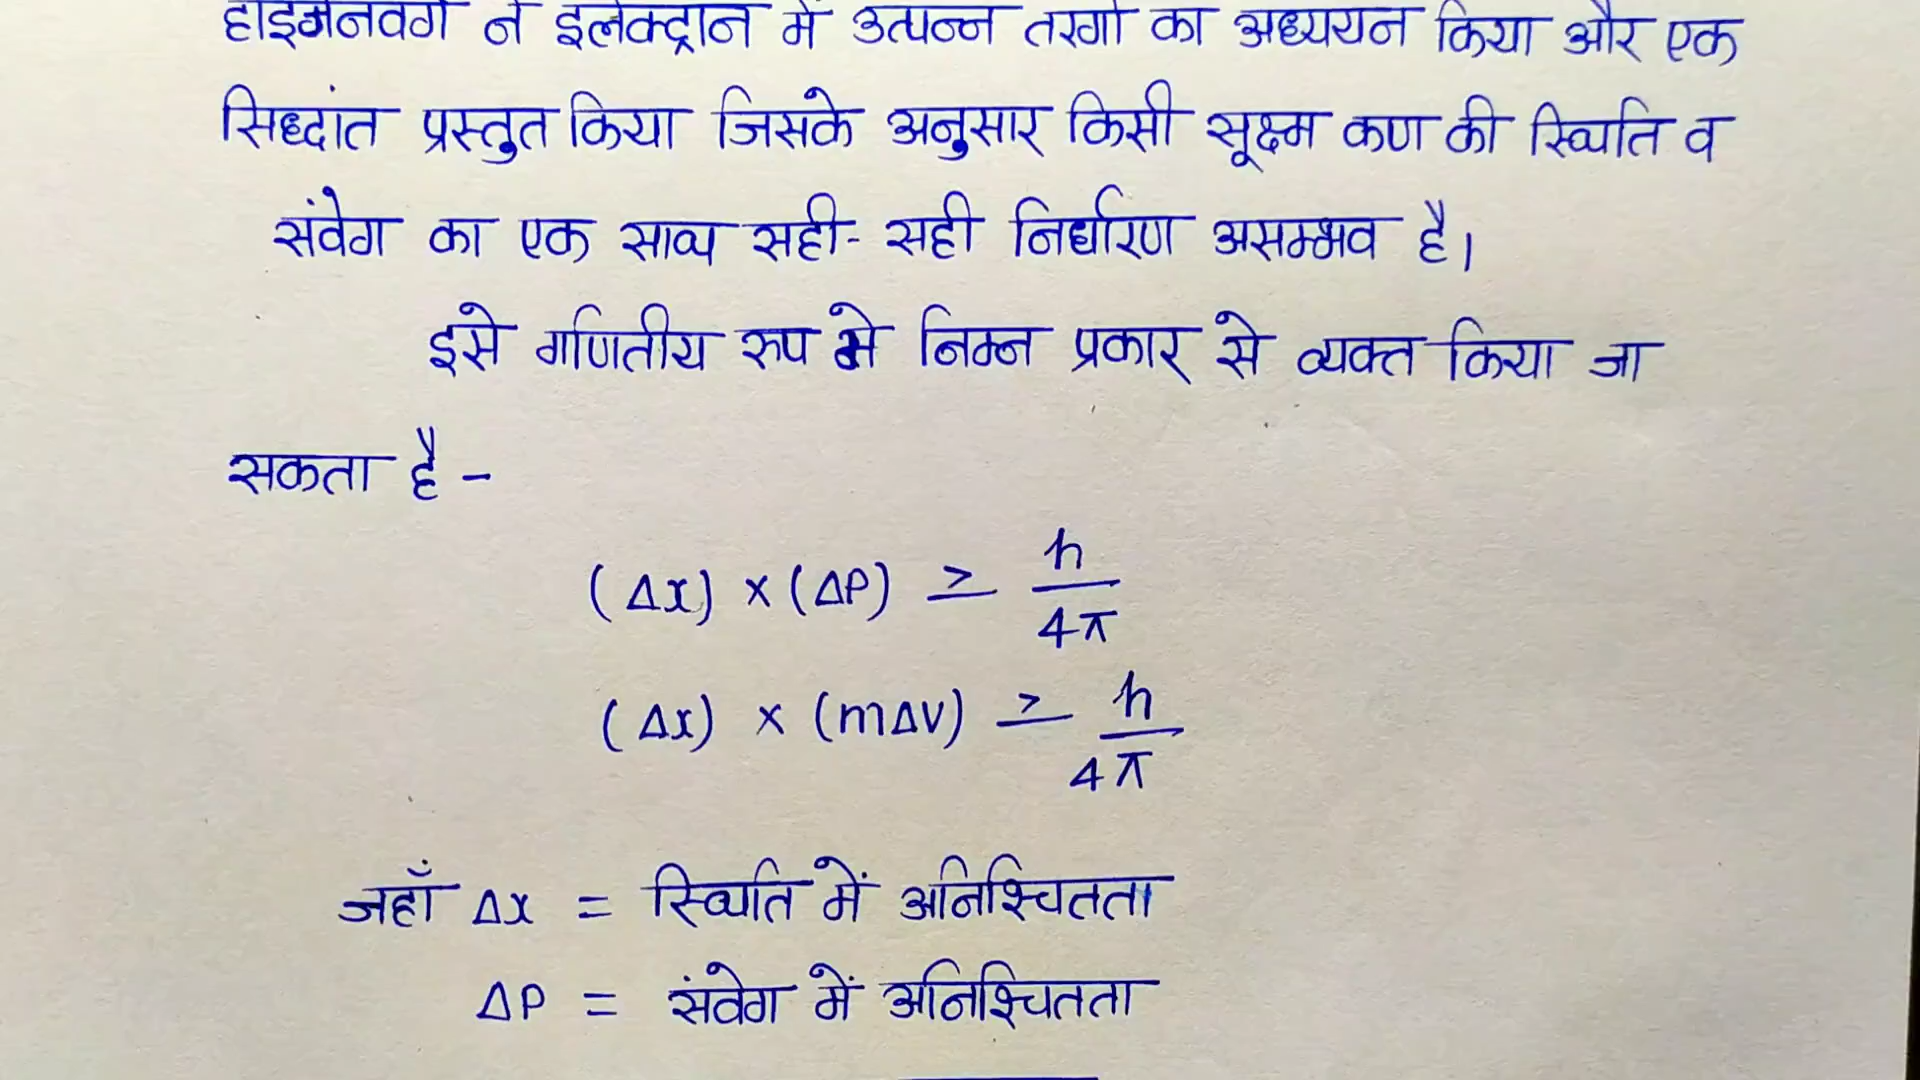 हाइजेनवर्ग ने इलेक्ट्रान में उत्पन्न तरंगो का अध्ययन किया और एक
सिध्दांत प्रस्तुत किया जिसके अनुसार किसी सूक्ष्म कण की स्थिति व
संवेग का एक साथ सही- सही निर्धारण असम्भव है।
इसे गणितीय रुप में निम्न प्रकार से व्यक्त किया जा
सकता है -
(Δx) × (ΔP) ≥ h/4π
(Δx) × (mΔv) ≥ h/4π
जहाँ Δx = स्थिति में अनिश्चितता
ΔP = संवेग में अनिश्चितता